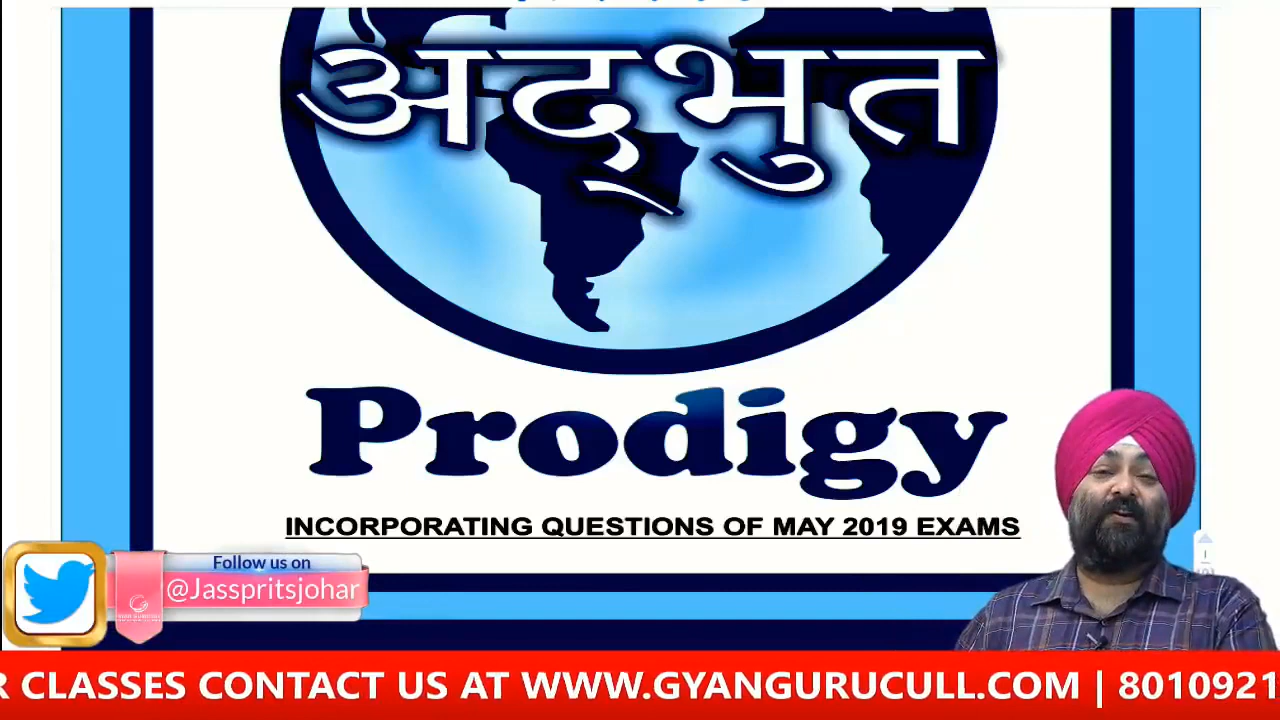 अद्भुत
Prodigy
INCORPORATING QUESTIONS OF MAY 2019 EXAMS
Follow us on
@Jasspritsjohar
R CLASSES CONTACT US AT WWW.GYANGURUCULL.COM | 8010921